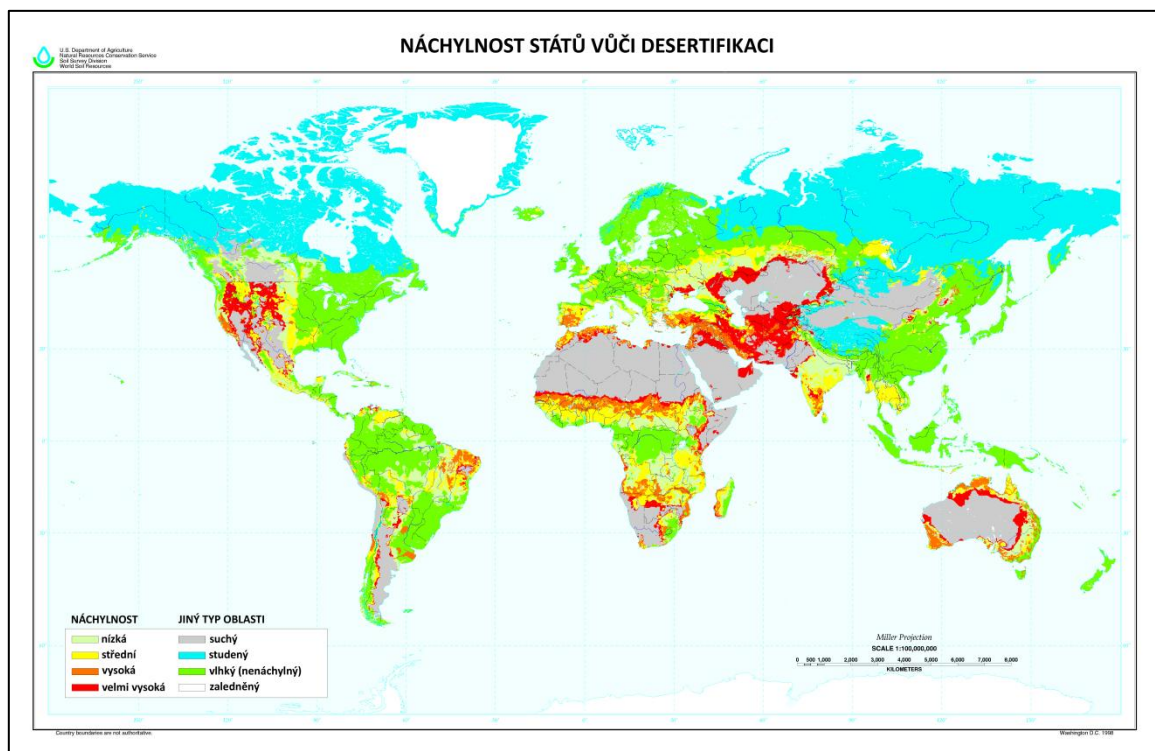 U.S. Department of Agriculture
Natural Resources Conservation Service
Soil Survey Division
World Soil Resources
NÁCHYLNOST STÁTŮ VŮČI DESERTIFIKACI
NÁCHYLNOST
nízká
střední
vysoká
velmi vysoká
JINÝ TYP OBLASTI
suchý
studený
vlhký (nenáchylný)
zaledněný
Miller Projection
SCALE 1:100,000,000
0 500 1,000 2,000 3,000 4,000 5,000 6,000 7,000 8,000
KILOMETERS
Country boundaries are not authoritative.
Washington D.C. 1998